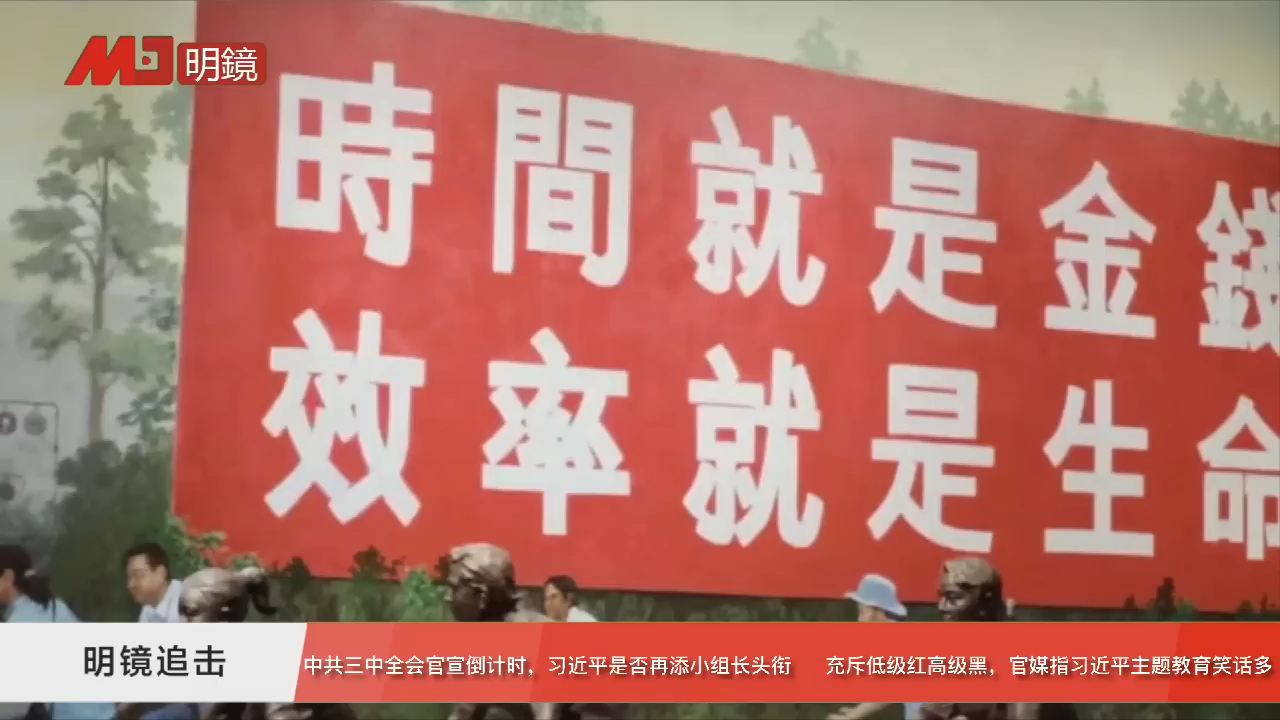 明鏡
時間就是金錢
效率就是生命
明镜追击
中共三中全会官宣倒计时，习近平是否再添小组长头衔 充斥低级红高级黑，官媒指习近平主题教育笑话多